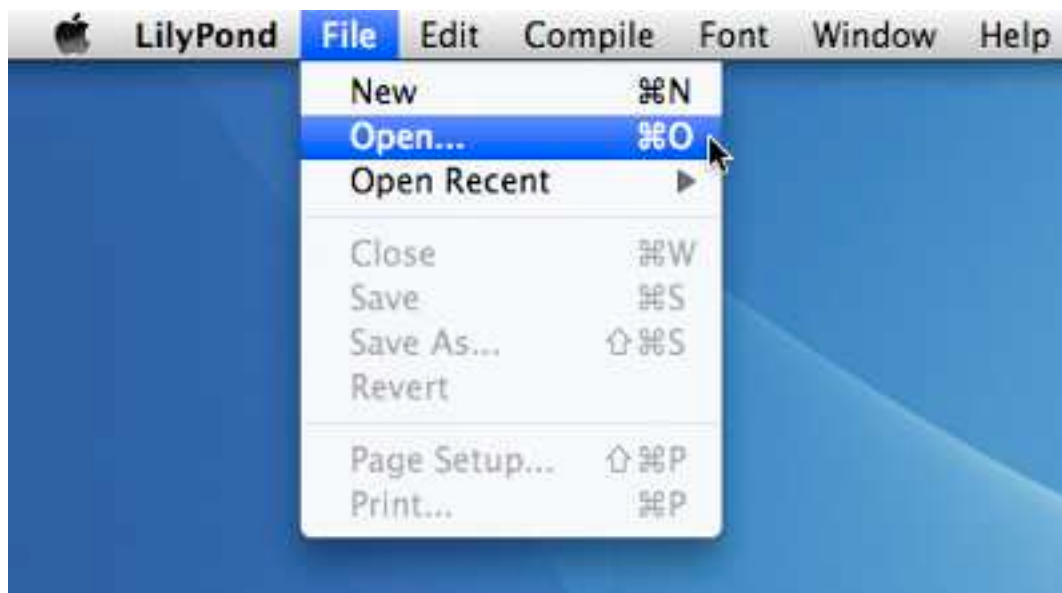 LilyPond File Edit Compile Font Window Help
New ⌘N
Open... ⌘O
Open Recent ▶
Close ⌘W
Save ⌘S
Save As... ⇧⌘S
Revert
Page Setup... ⇧⌘P
Print... ⌘P